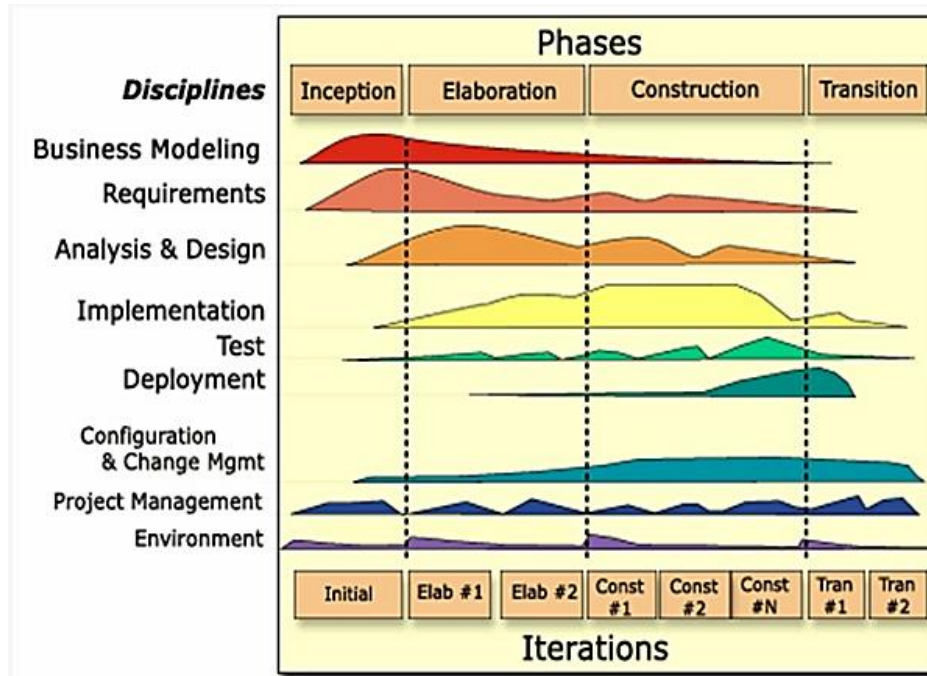 Phases
Disciplines
Inception
Elaboration
Construction
Transition
Business Modeling
Requirements
Analysis & Design
Implementation
Test
Deployment
Configuration
& Change Mgmt
Project Management
Environment
Initial
Elab #1
Elab #2
Const
#1
Const
#2
Const
#N
Tran
#1
Tran
#2
Iterations